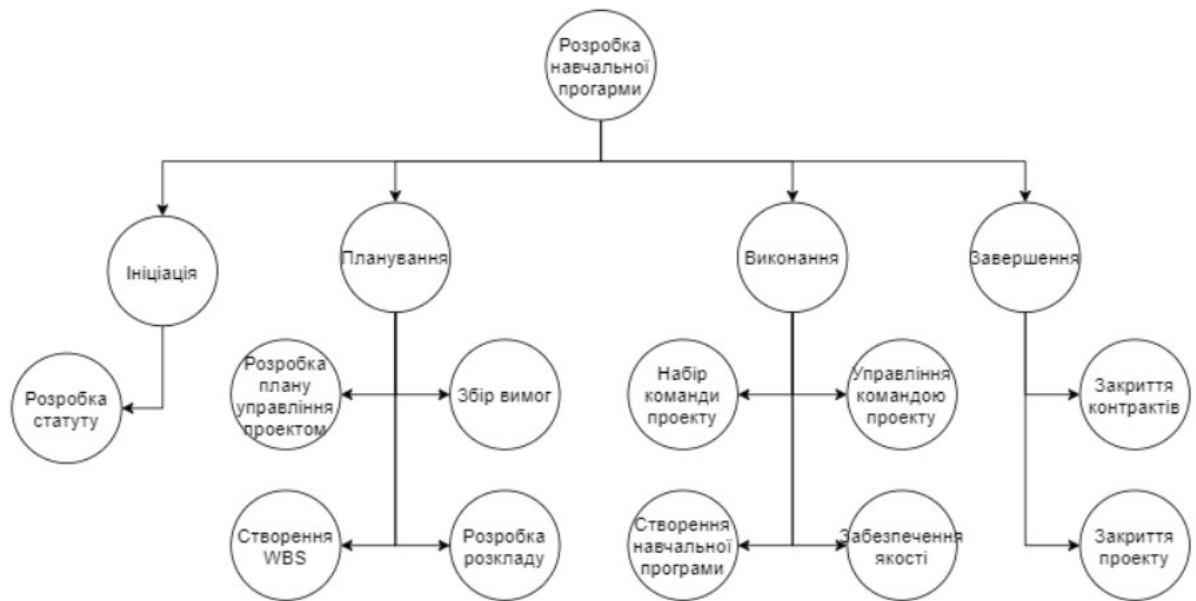 Розробка
навчальної
прогарми
Ініціація
Планування
Виконання
Завершення
Розробка
статуту
Розробка
плану
управління
проектом
Збір вимог
Набір
команди
проекту
Управління
командою
проекту
Закриття
контрактів
Створення
WBS
Розробка
розкладу
Створення
навчальної
програми
Забезпечення
якості
Закриття
проекту